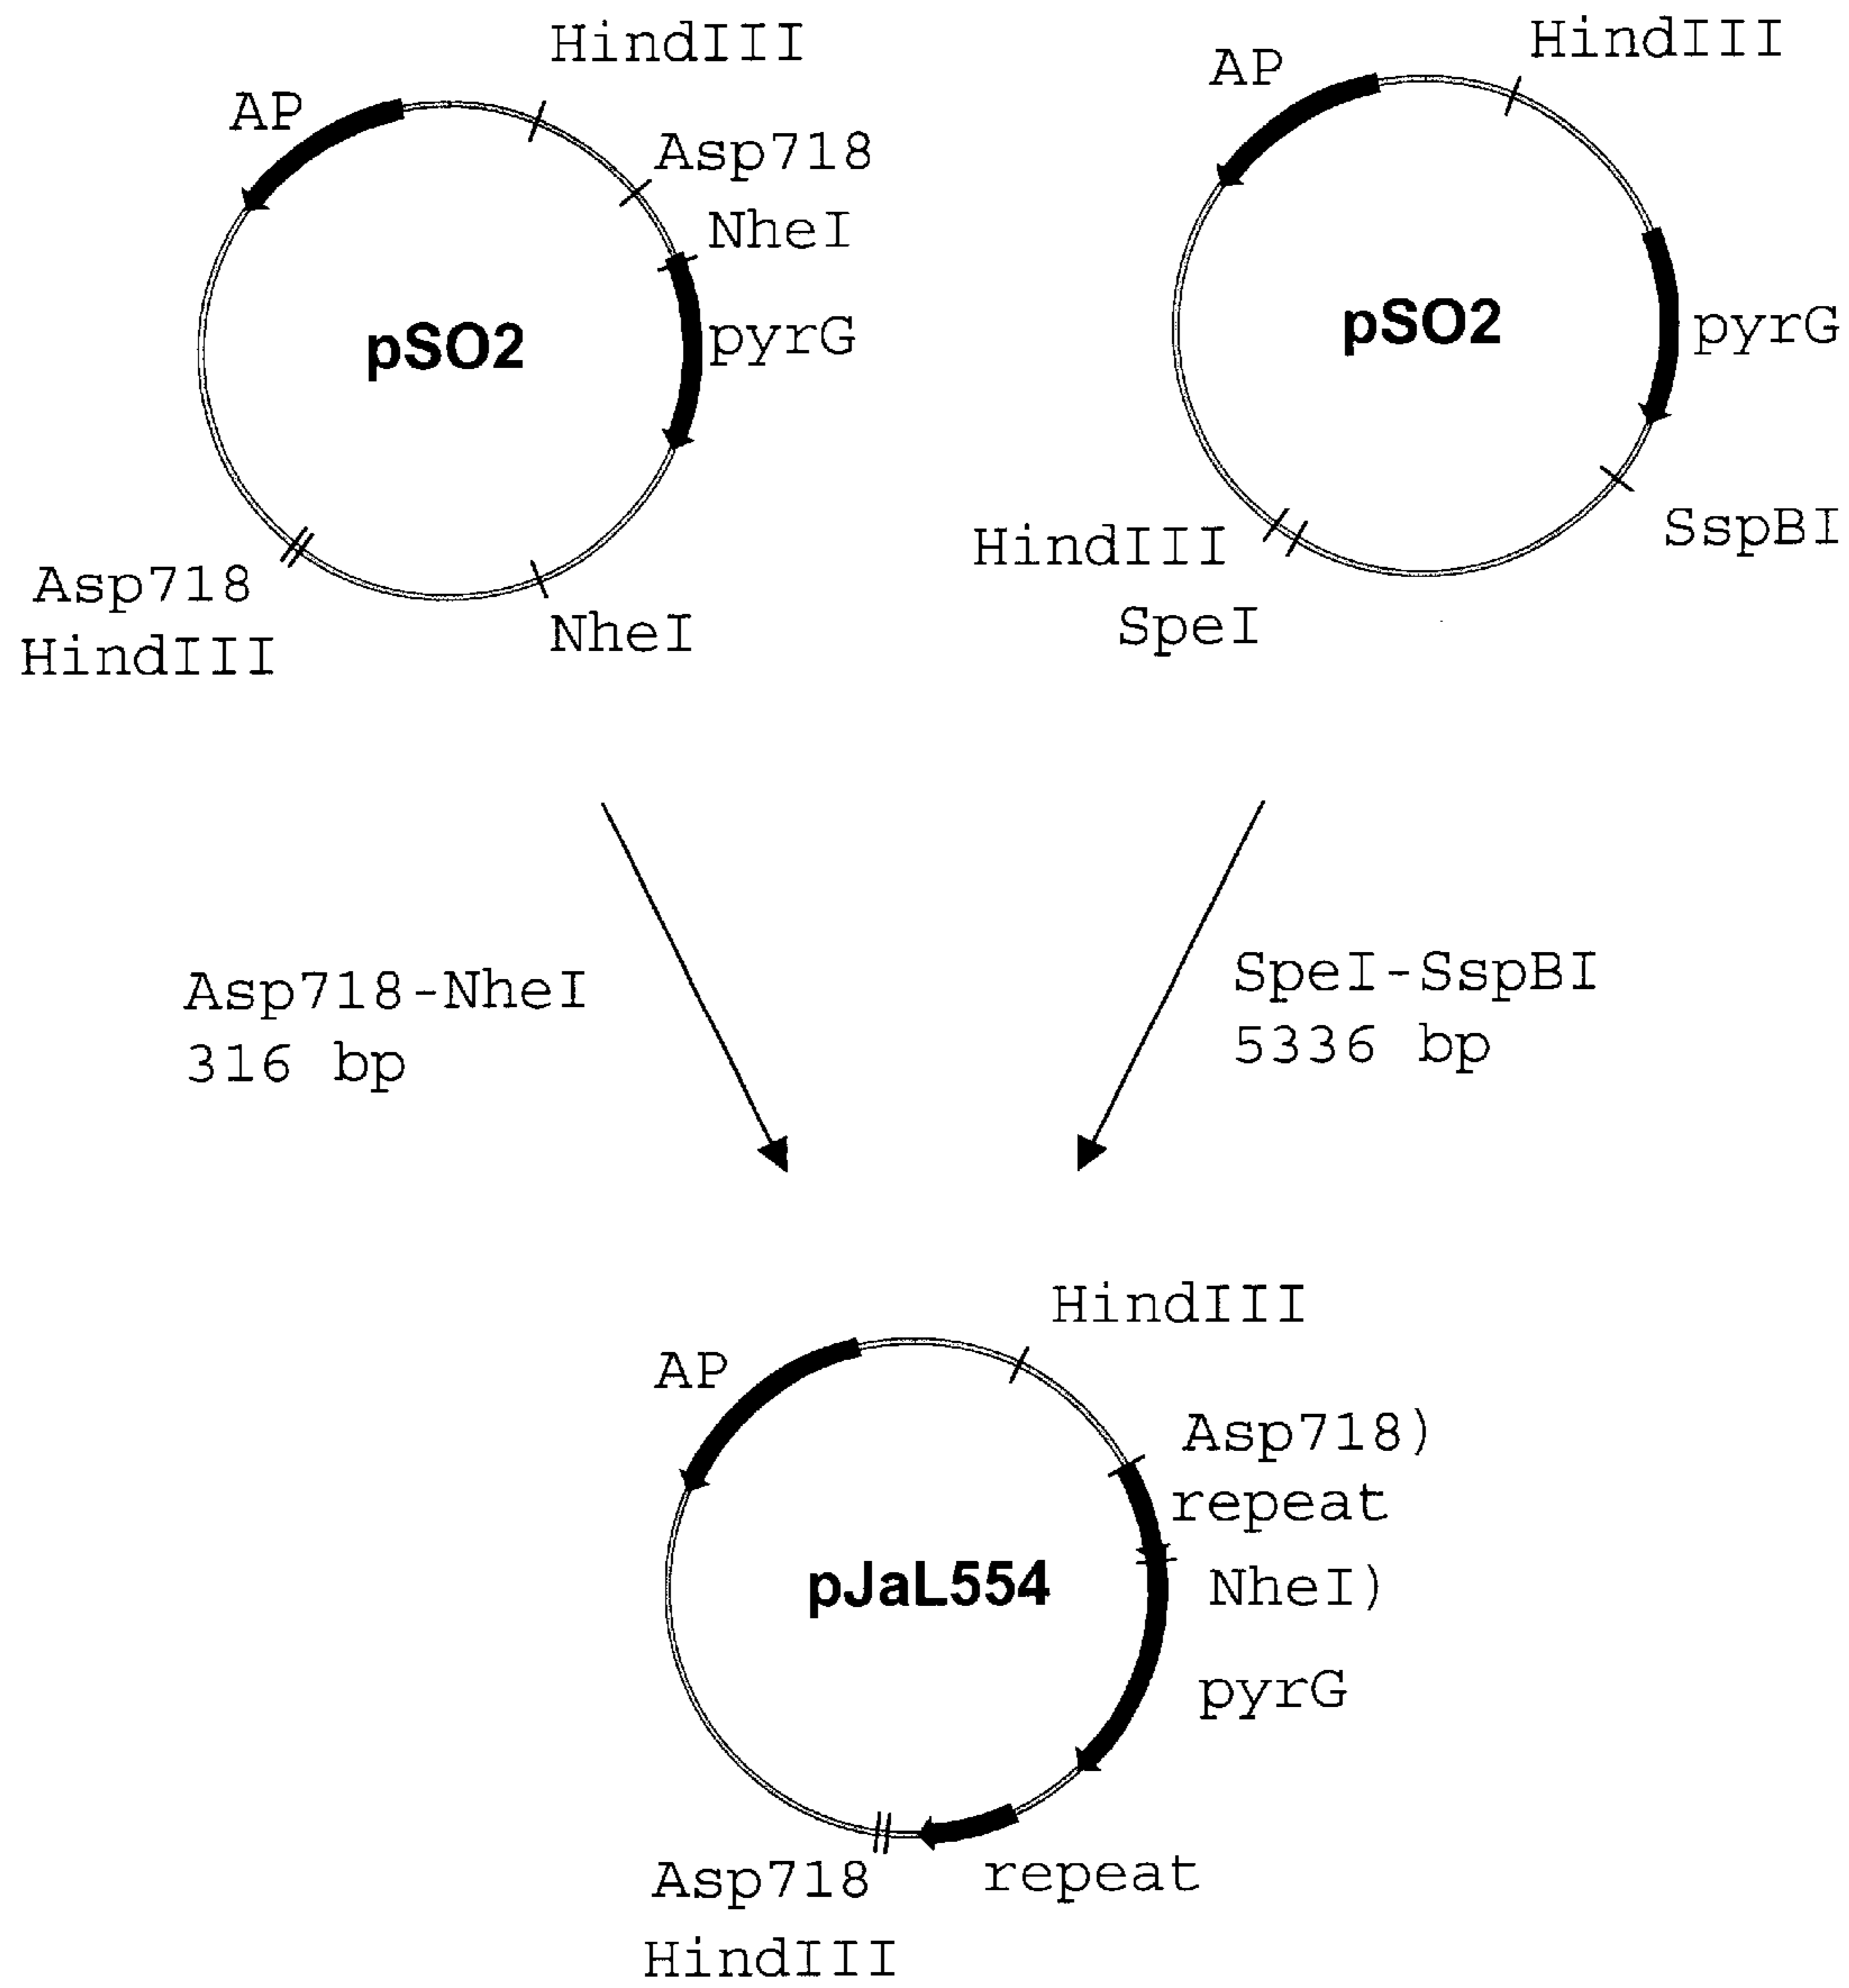 HindIII
AP
Asp718
NheI
pSO2
pyrG
Asp718
HindIII
NheI
HindIII
AP
pSO2
pyrG
SspBI
HindIII
SpeI
Asp718-NheI
316 bp
SpeI-SspBI
5336 bp
HindIII
AP
Asp718)
repeat
NheI)
pJaL554
pyrG
Asp718
HindIII
repeat